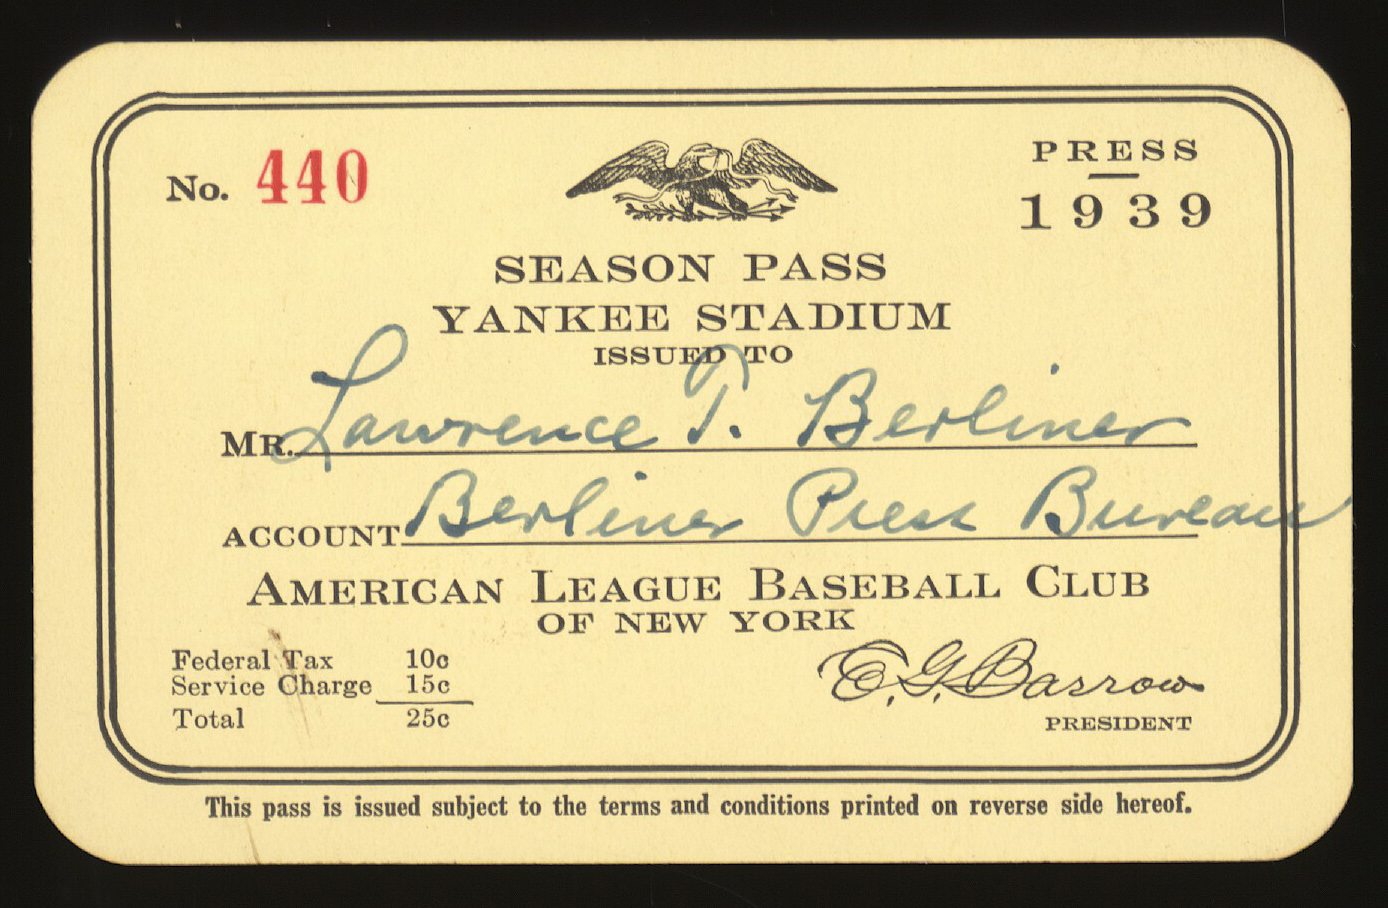 No. 440
PRESS
1939
SEASON PASS
YANKEE STADIUM
ISSUED TO
MR. Lawrence T. Berliner
ACCOUNT Berliner Press Bureau
AMERICAN LEAGUE BASEBALL CLUB
OF NEW YORK
Federal Tax 10c
Service Charge 15c
Total 25c
E. G. Barrow
PRESIDENT
This pass is issued subject to the terms and conditions printed on reverse side hereof.